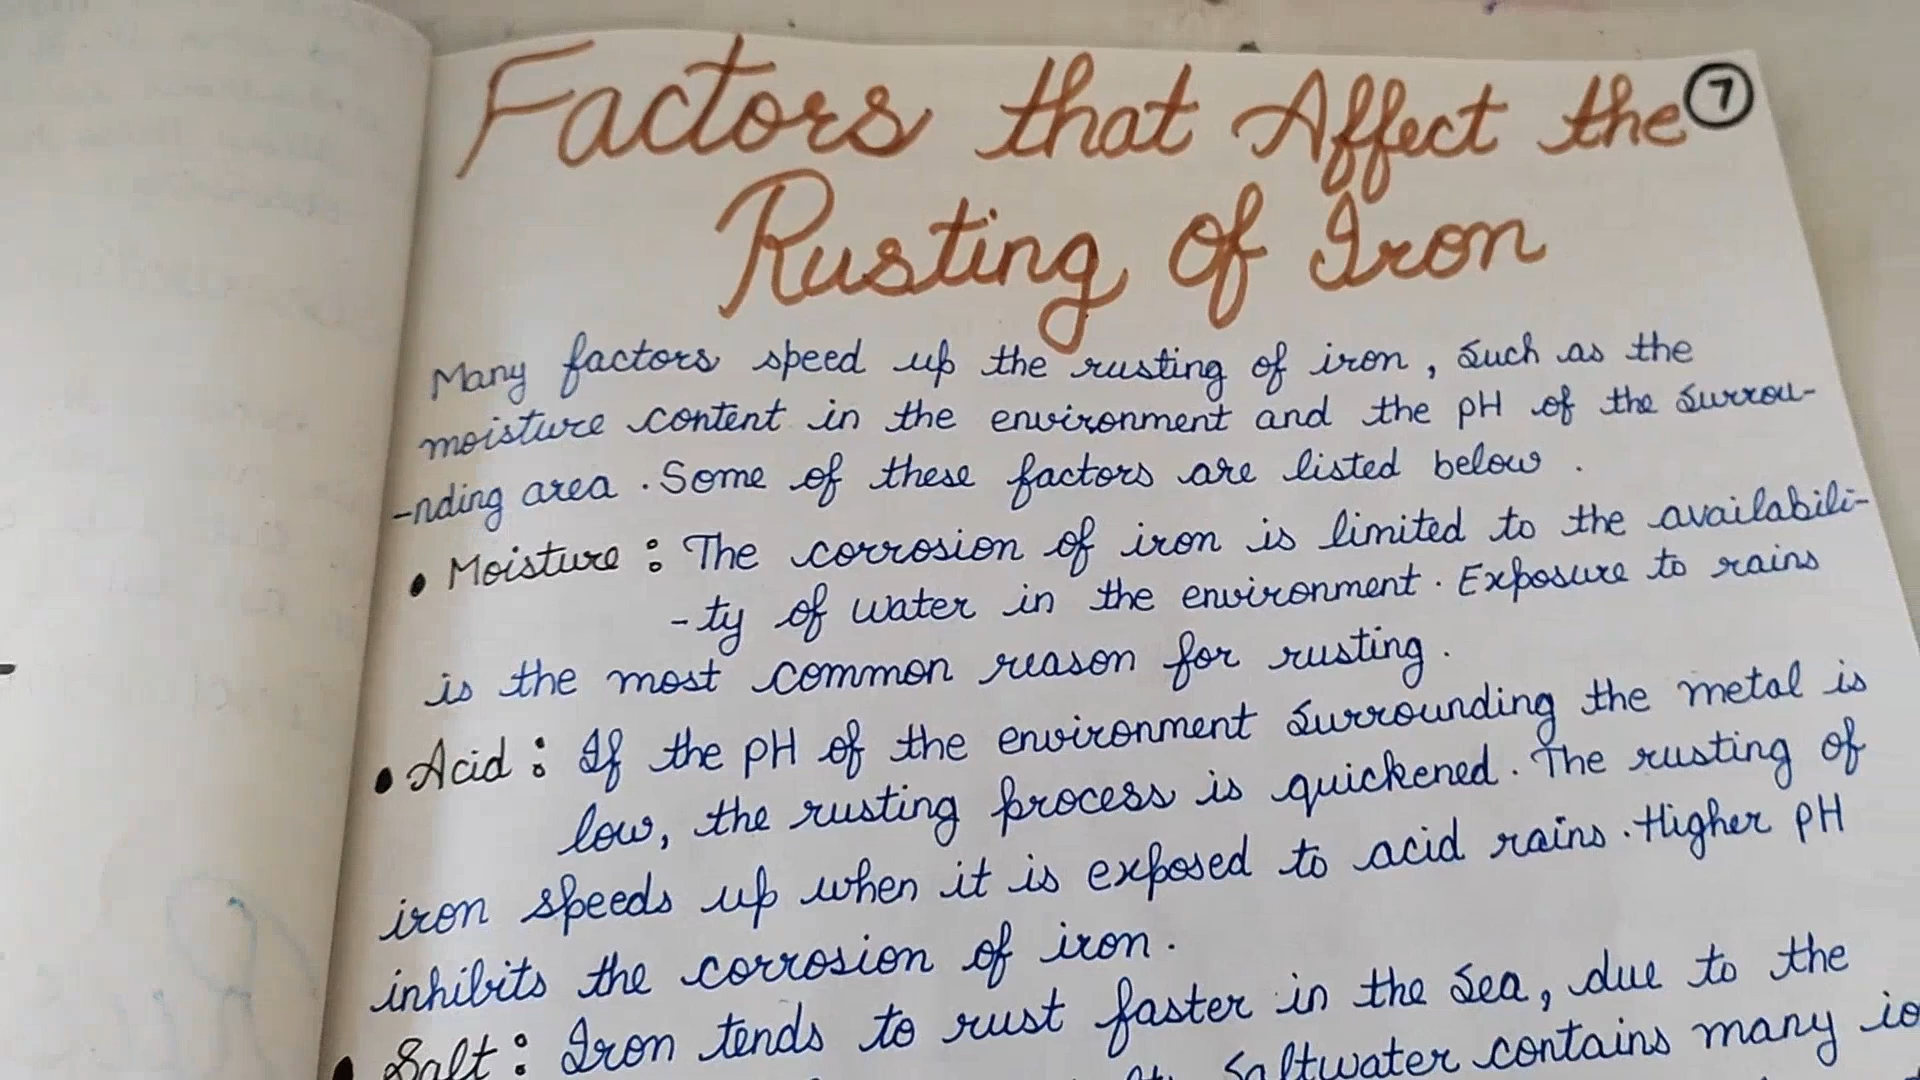 Factors that Affect the 7
Rusting of Iron
Many factors speed up the rusting of iron, such as the
moisture content in the environment and the pH of the surrou-
-nding area. Some of these factors are listed below.
• Moisture : The corrosion of iron is limited to the availabili-
-ty of water in the environment. Exposure to rains
is the most common reason for rusting.
• Acid : If the pH of the environment surrounding the metal is
low, the rusting process is quickened. The rusting of
iron speeds up when it is exposed to acid rains. Higher pH
inhibits the corrosion of iron.
• Salt : Iron tends to rust faster in the sea, due to the
Saltwater contains many